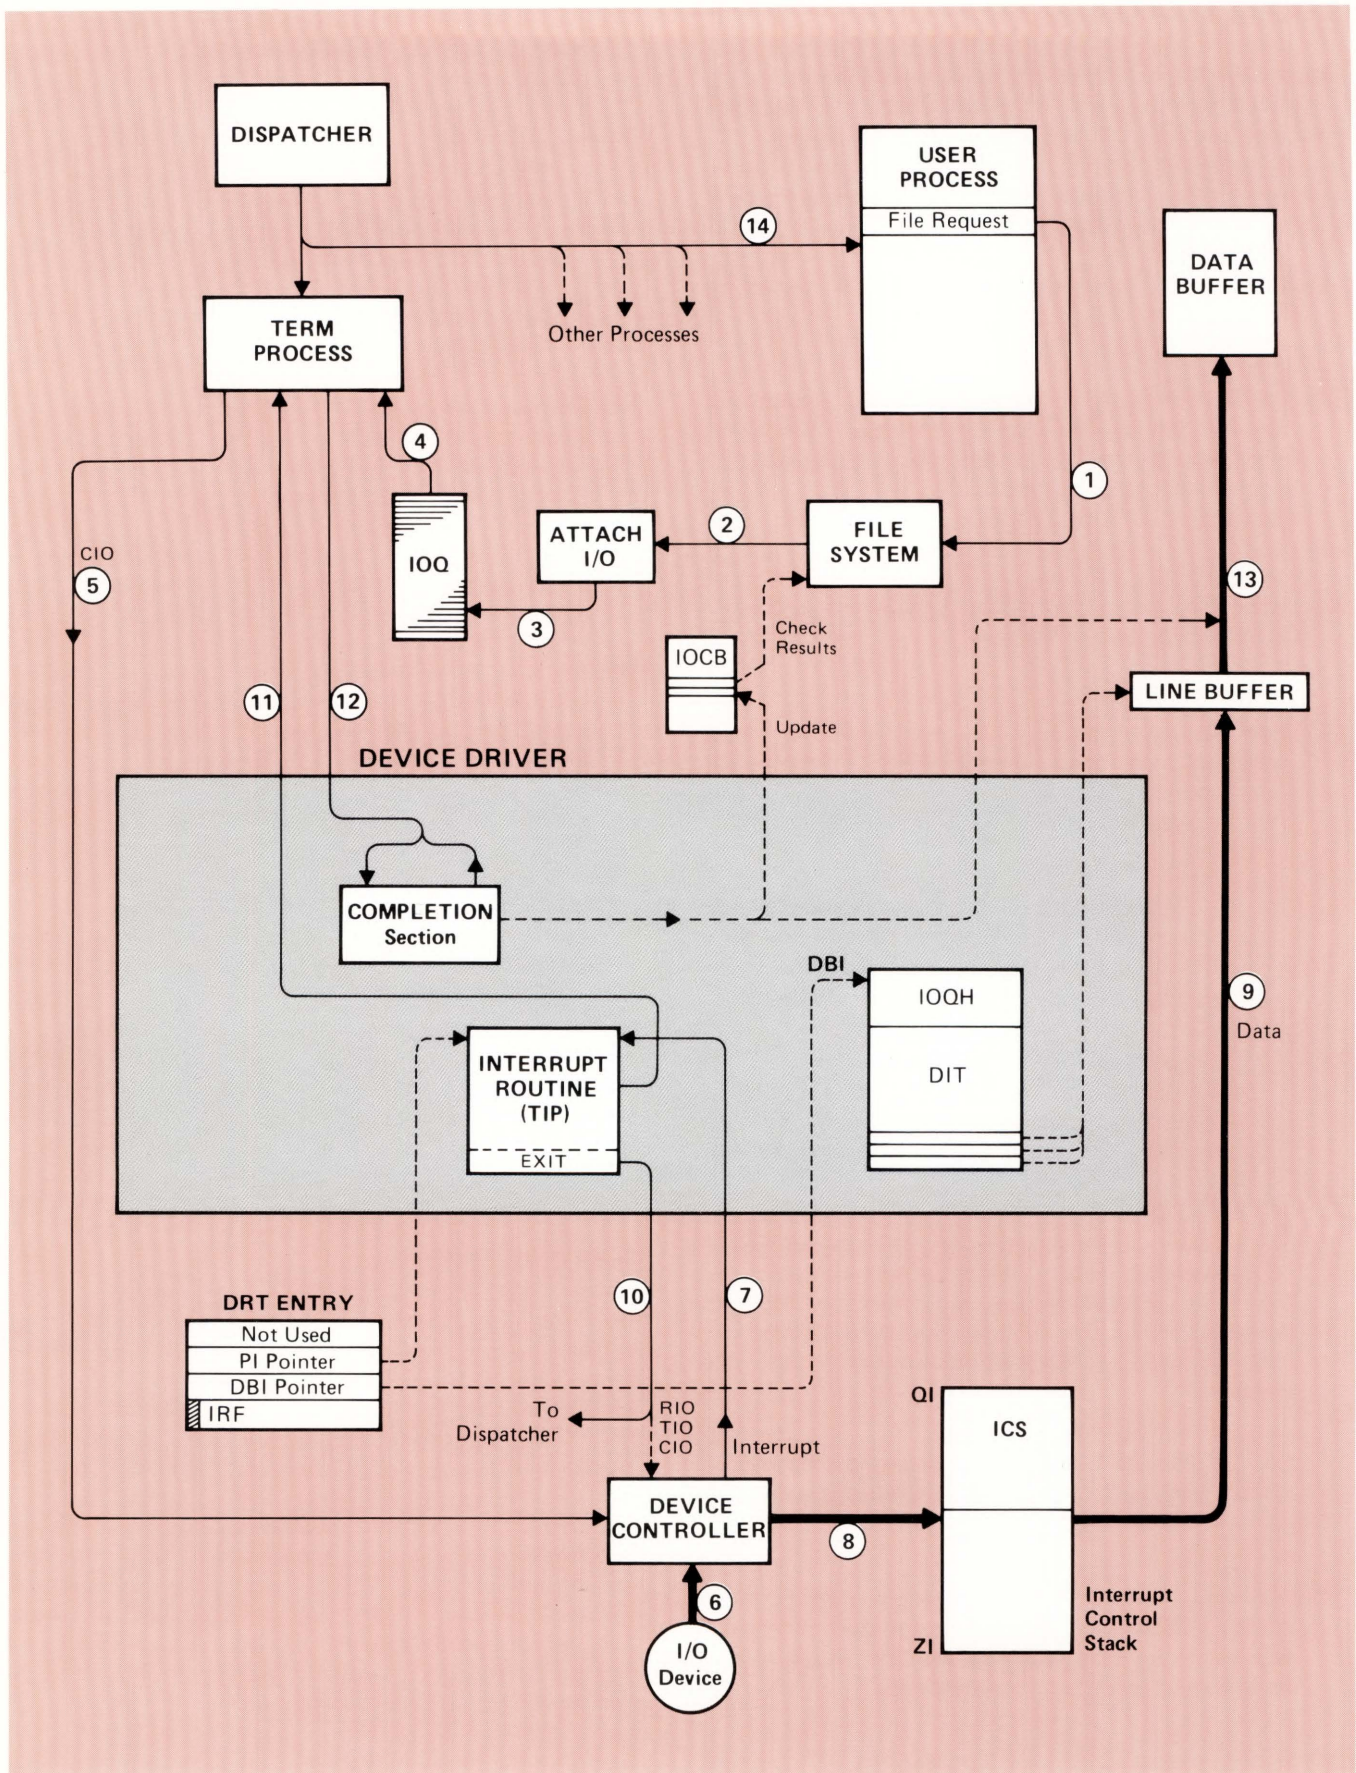 DISPATCHER
USER
PROCESS
File Request
14
DATA
BUFFER
TERM
PROCESS
Other Processes
4
1
IOQ
ATTACH
I/O
2
FILE
SYSTEM
CIO
5
3
13
Check
Results
IOCB
11
12
LINE BUFFER
Update
DEVICE DRIVER
COMPLETION
Section
DBI
IOQH
DIT
9
Data
INTERRUPT
ROUTINE
(TIP)
EXIT
10
7
DRT ENTRY
Not Used
PI Pointer
DBI Pointer
IRF
To
Dispatcher
RIO
TIO
CIO
Interrupt
QI
ICS
DEVICE
CONTROLLER
8
6
Interrupt
Control
Stack
ZI
I/O
Device